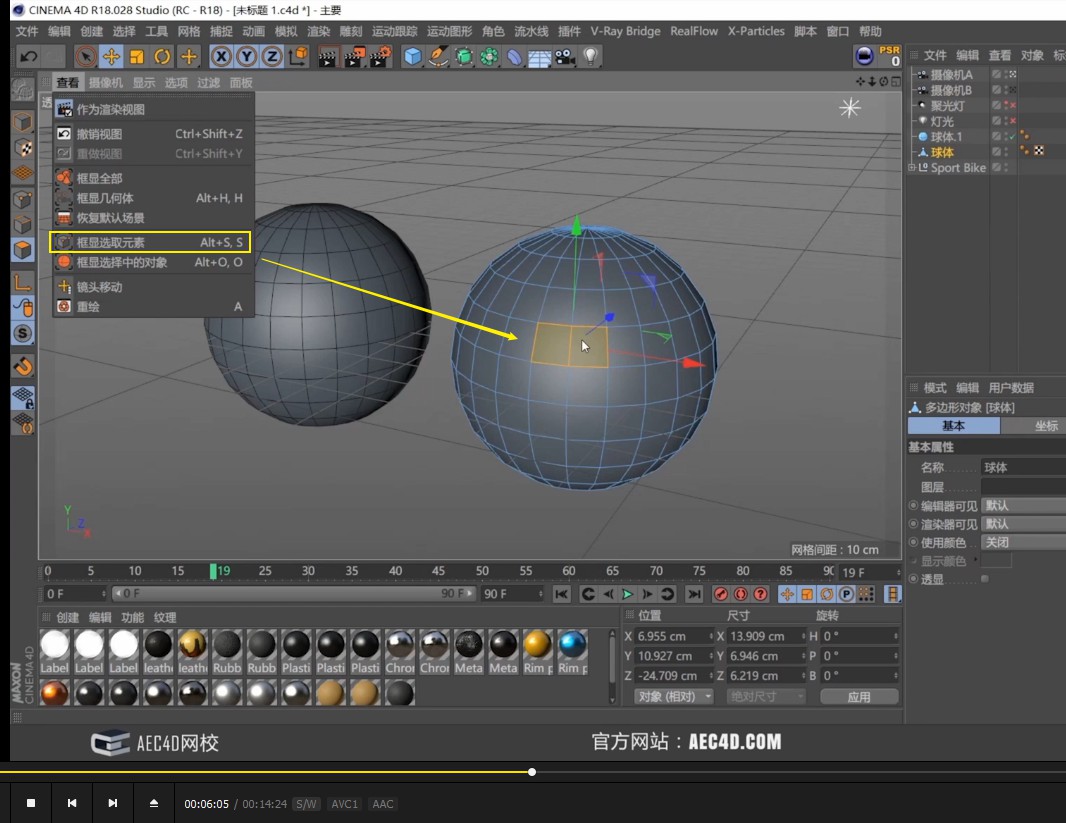 CINEMA 4D R18.028 Studio (RC - R18) - [未标题 1.c4d *] - 主要
文件 编辑 创建 选择 工具 网格 捕捉 动画 模拟 渲染 雕刻 运动跟踪 运动图形 角色 流水线 插件 V-Ray Bridge RealFlow X-Particles 脚本 窗口 帮助
X Y Z
PSR
0
文件 编辑 查看 对象
查看 摄像机 显示 选项 过滤 面板
透
作为渲染视图
撤销视图 Ctrl+Shift+Z
重做视图 Ctrl+Shift+Y
框显全部
框显几何体 Alt+H, H
恢复默认场景
框显选取元素 Alt+S, S
框显选择中的对象 Alt+O, O
镜头移动
重绘 A
摄像机A
摄像机B
聚光灯
灯光
球体.1
球体
Sport Bike
模式 编辑 用户数据
多边形对象 [球体]
基本 坐标
基本属性
名称 球体
图层
编辑器可见 默认
渲染器可见 默认
使用颜色 关闭
显示颜色
透显
S
Y
Z
X
网格间距 : 10 cm
0 5 10 15 19 25 30 35 40 45 50 55 60 65 70 75 80 85 90 19 F
0 F 0 F 90 F 90 F
P
创建 编辑 功能 纹理
Label Label Label leathe leathe Rubb Rubb Plasti Plasti Plasti Chror Chror Meta Meta Rim p Rim p
位置 尺寸 旋转
X 6.955 cm X 13.909 cm H 0 °
Y 10.927 cm Y 6.946 cm P 0 °
Z -24.709 cm Z 6.219 cm B 0 °
对象 (相对) 绝对尺寸 应用
MAXON
CINEMA 4D
AEC4D网校
官方网站：AEC4D.COM
00:06:05 / 00:14:24 S/W AVC1 AAC